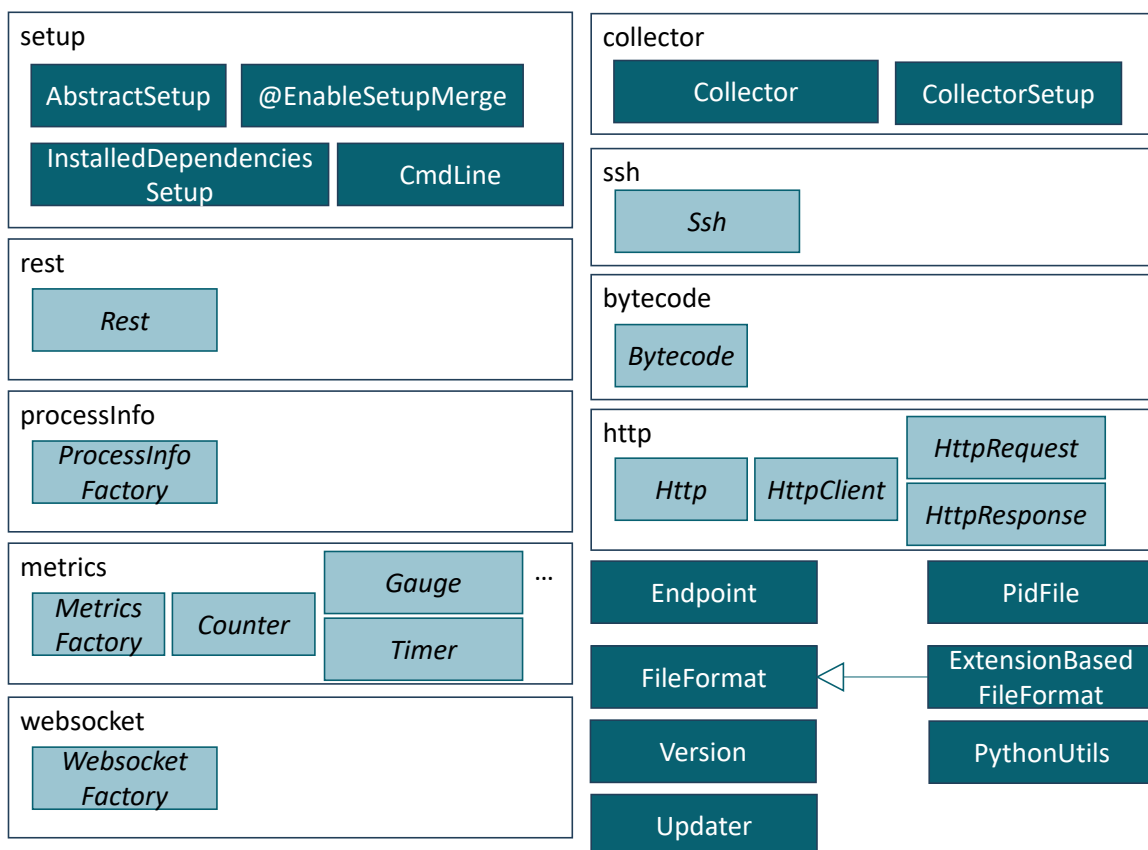 setup
AbstractSetup
@EnableSetupMerge
InstalledDependencies
Setup
CmdLine
rest
Rest
processInfo
ProcessInfo
Factory
metrics
Metrics
Factory
Counter
Gauge
Timer
...
websocket
Websocket
Factory
collector
Collector
CollectorSetup
ssh
Ssh
bytecode
Bytecode
http
Http
HttpClient
HttpRequest
HttpResponse
Endpoint
PidFile
FileFormat
ExtensionBased
FileFormat
Version
PythonUtils
Updater